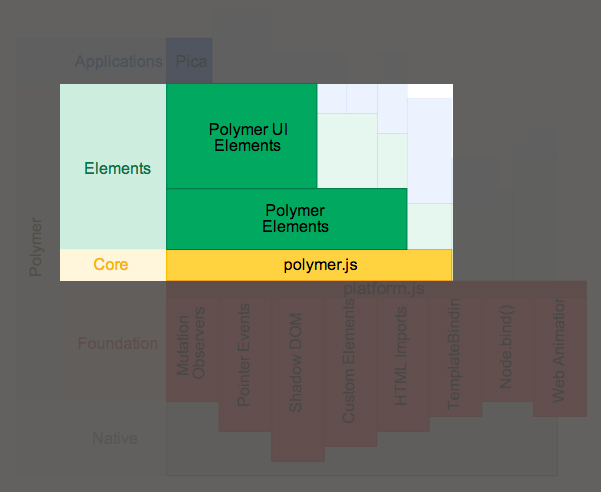 Applications
Pica
Polymer UI
Elements
Elements
Polymer
Elements
Polymer
Core
polymer.js
platform.js
Foundation
Mutation
Observers
Pointer Events
Shadow DOM
Custom Elements
HTML Imports
TemplateBindin
Node.bind()
Web Animation
Native